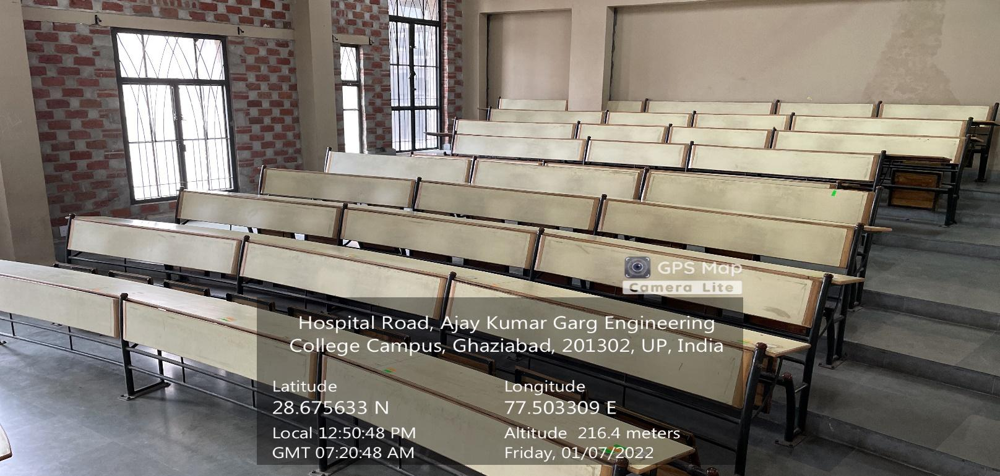 GPS Map
Camera Lite
Hospital Road, Ajay Kumar Garg Engineering
College Campus, Ghaziabad, 201302, UP, India
Latitude
28.675633 N
Longitude
77.503309 E
Local 12:50:48 PM
GMT 07:20:48 AM
Altitude 216.4 meters
Friday, 01/07/2022